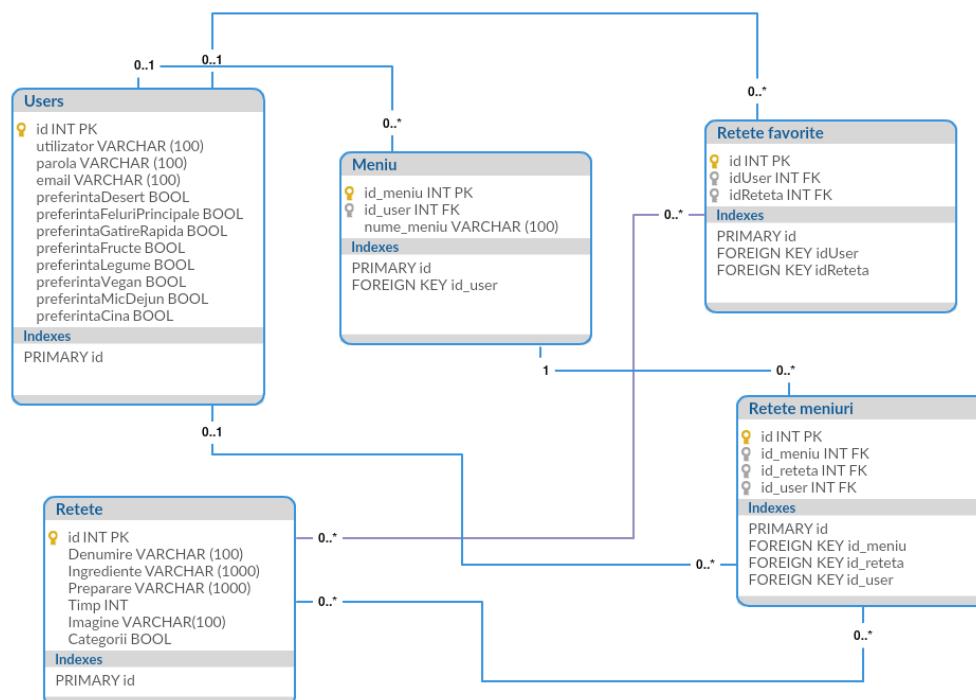 0..1
0..1
0..*
0..*
Users
id INT PK
utilizator VARCHAR (100)
parola VARCHAR (100)
email VARCHAR (100)
preferintaDesert BOOL
preferintaFeluriPrincipale BOOL
preferintaGatireRapida BOOL
preferintaFructe BOOL
preferintaLegume BOOL
preferintaVegan BOOL
preferintaMicDejun BOOL
preferintaCina BOOL
Indexes
PRIMARY id
Meniu
id_meniu INT PK
id_user INT FK
nume_meniu VARCHAR (100)
Indexes
PRIMARY id
FOREIGN KEY id_user
Retete favorite
id INT PK
idUser INT FK
idReteta INT FK
Indexes
PRIMARY id
FOREIGN KEY idUser
FOREIGN KEY idReteta
0..*
1
0..*
0..1
Retete meniuri
id INT PK
id_meniu INT FK
id_reteta INT FK
id_user INT FK
Indexes
PRIMARY id
FOREIGN KEY id_meniu
FOREIGN KEY id_reteta
FOREIGN KEY id_user
Retete
id INT PK
Denumire VARCHAR (100)
Ingrediente VARCHAR (1000)
Preparare VARCHAR (1000)
Timp INT
Imagine VARCHAR(100)
Categorii BOOL
Indexes
PRIMARY id
0..*
0..*
0..*
0..*